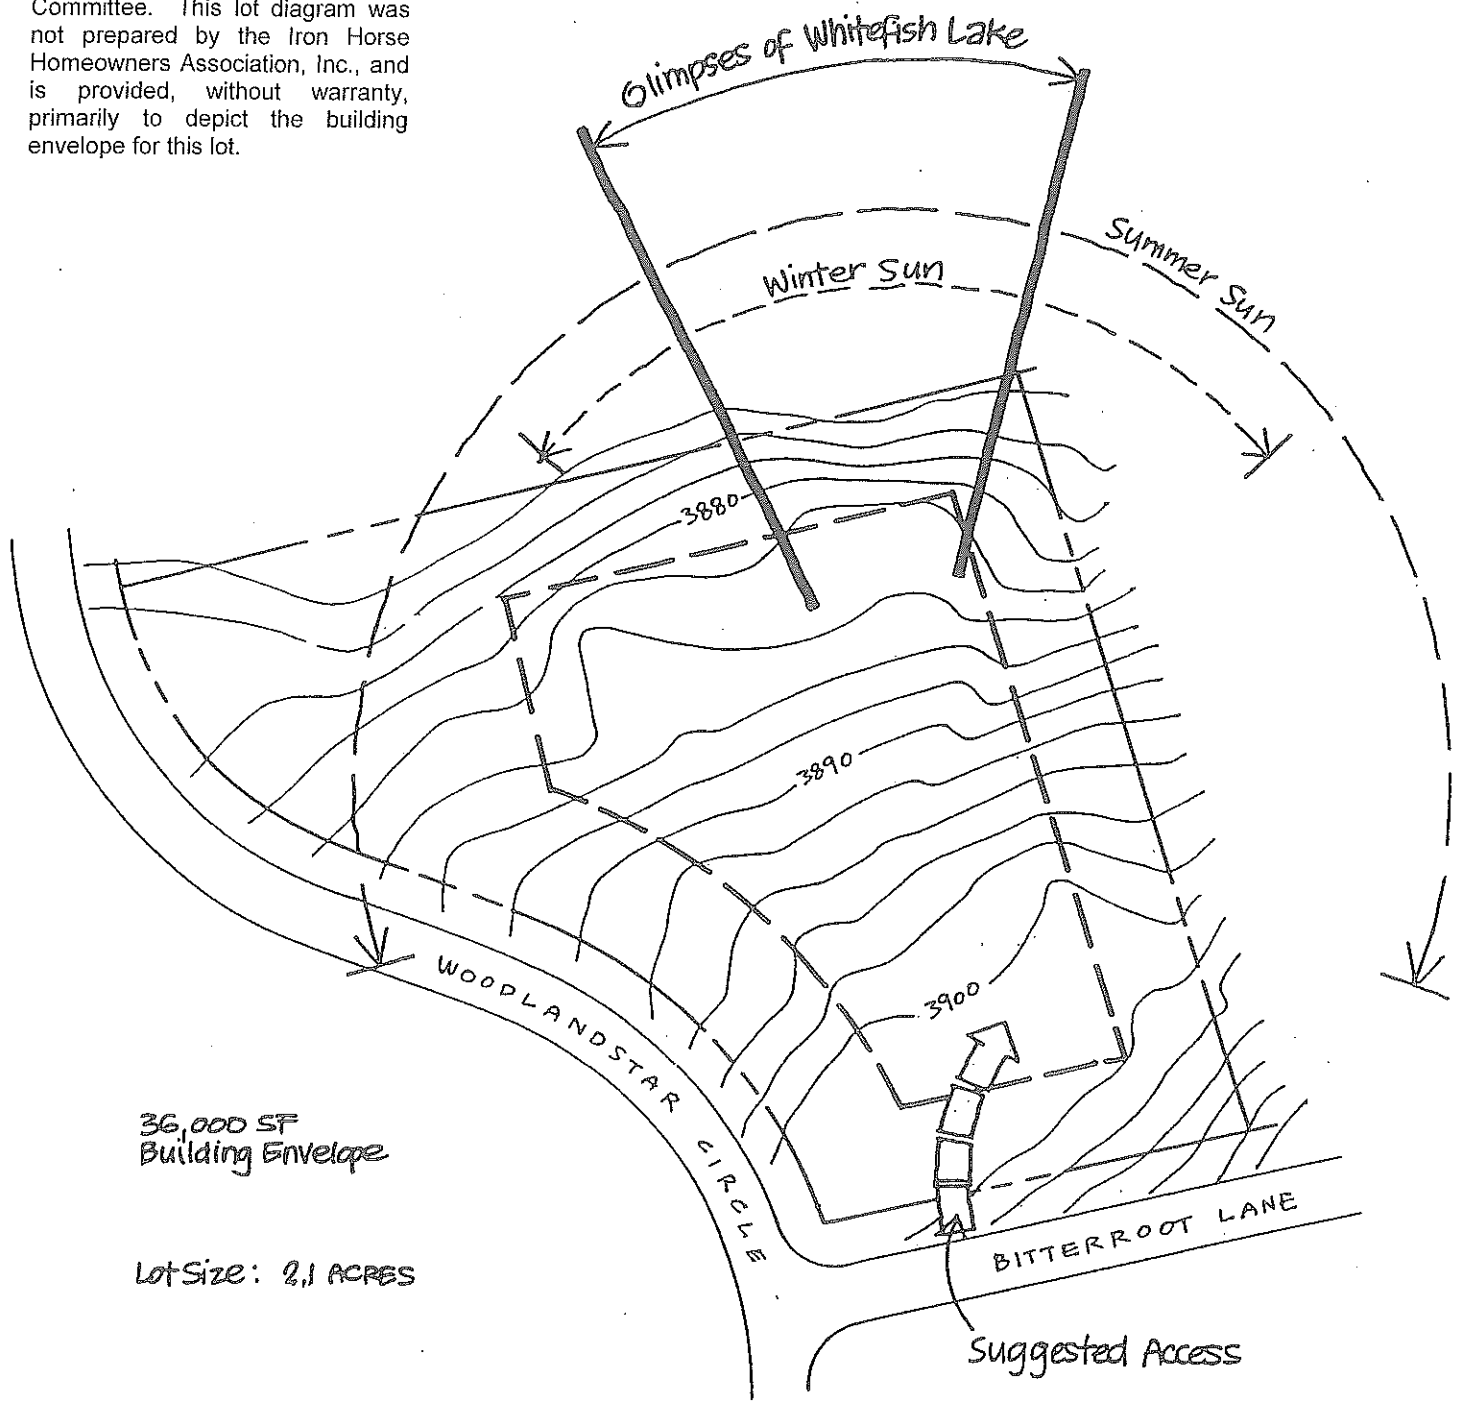 Committee. This lot diagram was
not prepared by the Iron Horse
Homeowners Association, Inc., and
is provided, without warranty,
primarily to depict the building
envelope for this lot.
Glimpses of Whitefish Lake
Summer Sun
Winter Sun
3880
3890
3900
WOODLANDSTAR CIRCLE
36,000 SF
Building Envelope
BITTERROOT LANE
Lot Size: 2,1 ACRES
Suggested Access